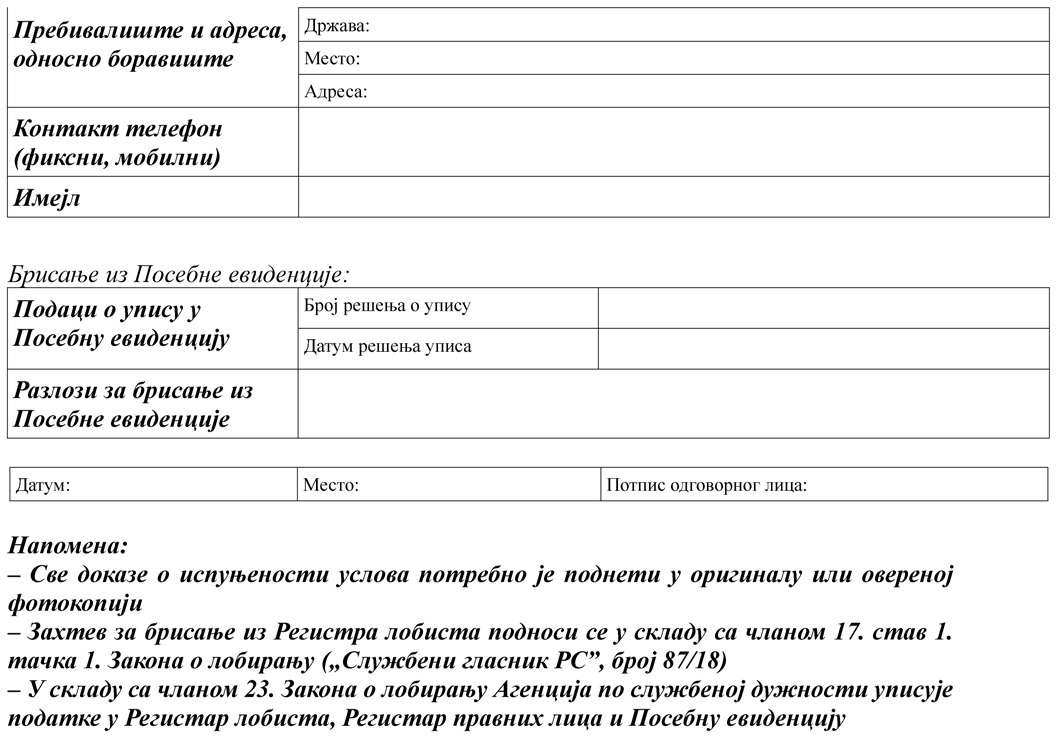 Пребивалиште и адреса,
односно боравиште
Држава:
Место:
Адреса:
Контакт телефон
(фиксни, мобилни)
Имејл
Брисање из Посебне евиденције:
Подаци о упису у
Посебну евиденцију
Број решења о упису
Датум решења уписа
Разлози за брисање из
Посебне евиденције
Датум:
Место:
Потпис одговорног лица:
Напомена:
– Све доказе о испуњености услова потребно је поднети у оригиналу или овереној
фотокопији
– Захтев за брисање из Регистра лобиста подноси се у складу са чланом 17. став 1.
тачка 1. Закона о лобирању („Службени гласник РС”, број 87/18)
– У складу са чланом 23. Закона о лобирању Агенција по службеној дужности уписује
податке у Регистар лобиста, Регистар правних лица и Посебну евиденцију